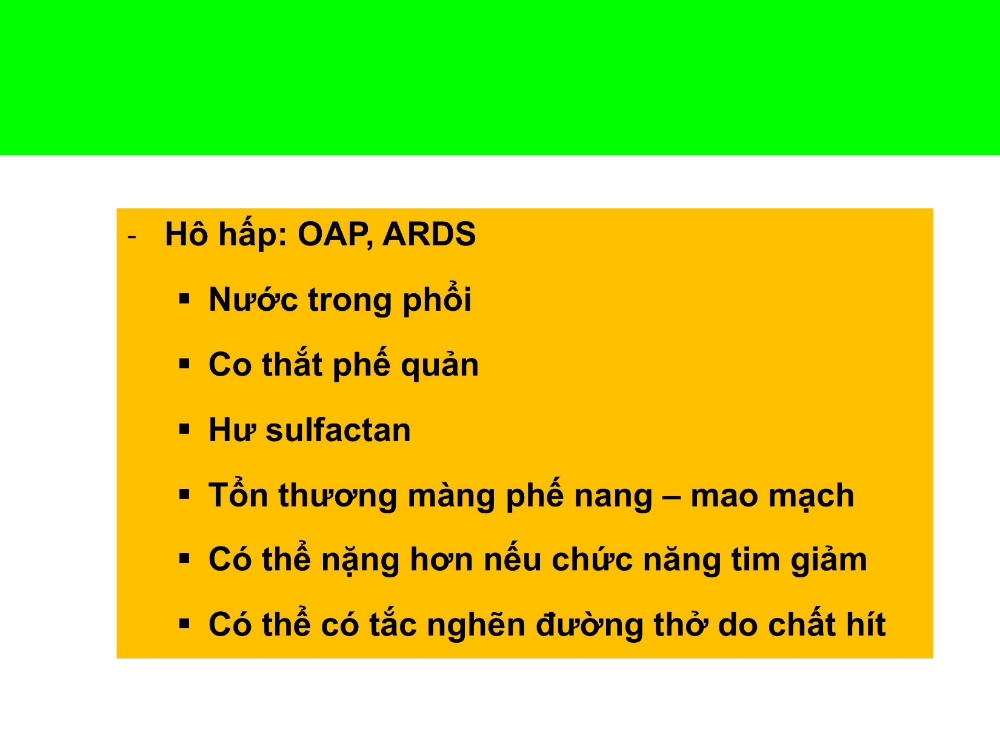 - Hô hấp: OAP, ARDS
▪ Nước trong phổi
▪ Co thắt phế quản
▪ Hư sulfactan
▪ Tổn thương màng phế nang – mao mạch
▪ Có thể nặng hơn nếu chức năng tim giảm
▪ Có thể có tắc nghẽn đường thở do chất hít